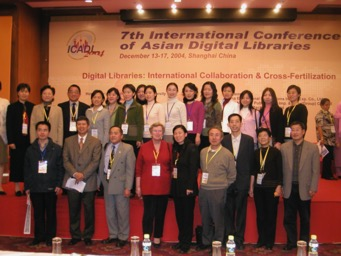 7th International Conference
of Asian Digital Libraries
December 13-17, 2004, Shanghai China
ICADL
Digital Libraries: International Collaboration & Cross-Fertilization